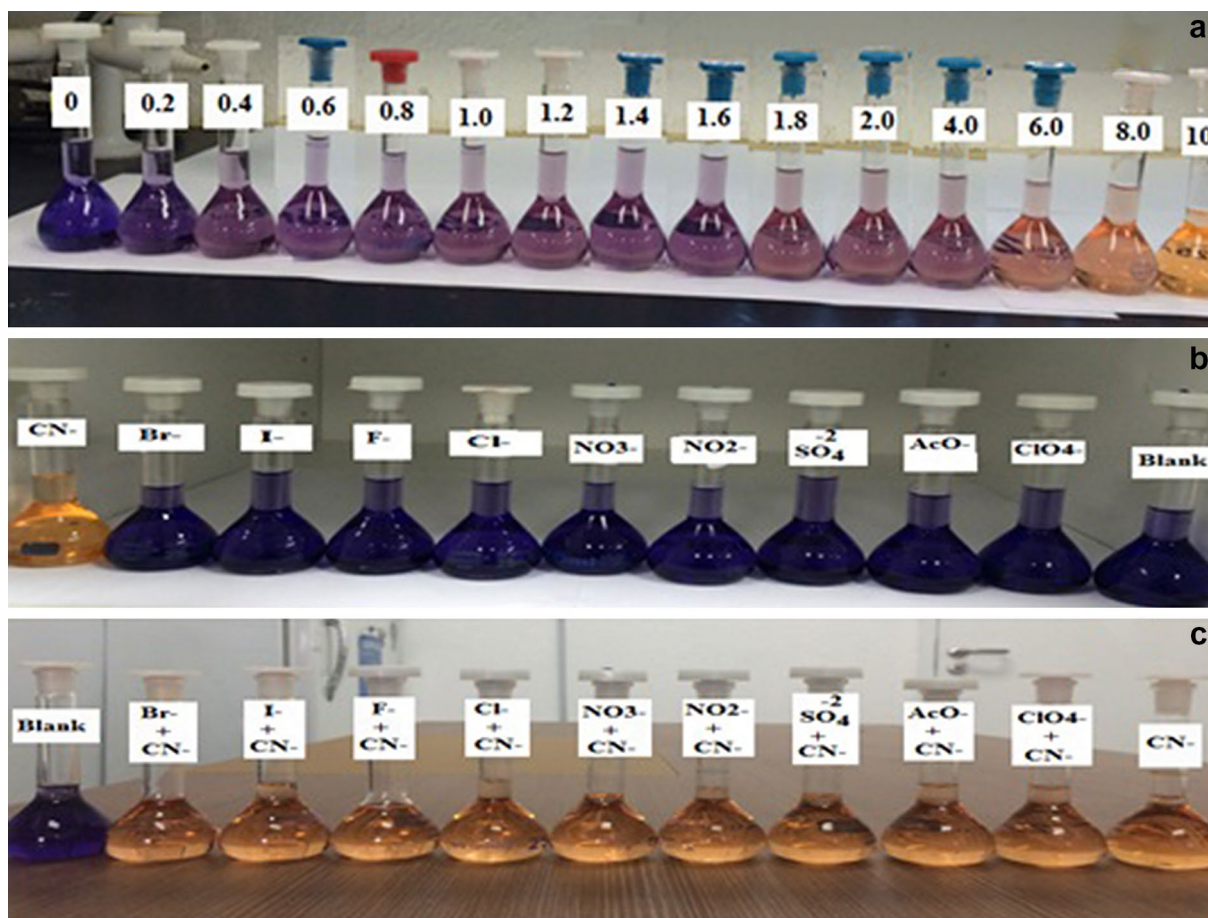 a
0
0.2
0.4
0.6
0.8
1.0
1.2
1.4
1.6
1.8
2.0
4.0
6.0
8.0
10
b
CN-
Br-
I-
F-
Cl-
NO3-
NO2-
-2
SO4
AcO-
ClO4-
Blank
c
Blank
Br-
+
CN-
I-
+
CN-
F-
+
CN-
Cl-
+
CN-
NO3-
+
CN-
NO2-
+
CN-
-2
SO4
+
CN-
AcO-
+
CN-
ClO4-
+
CN-
CN-